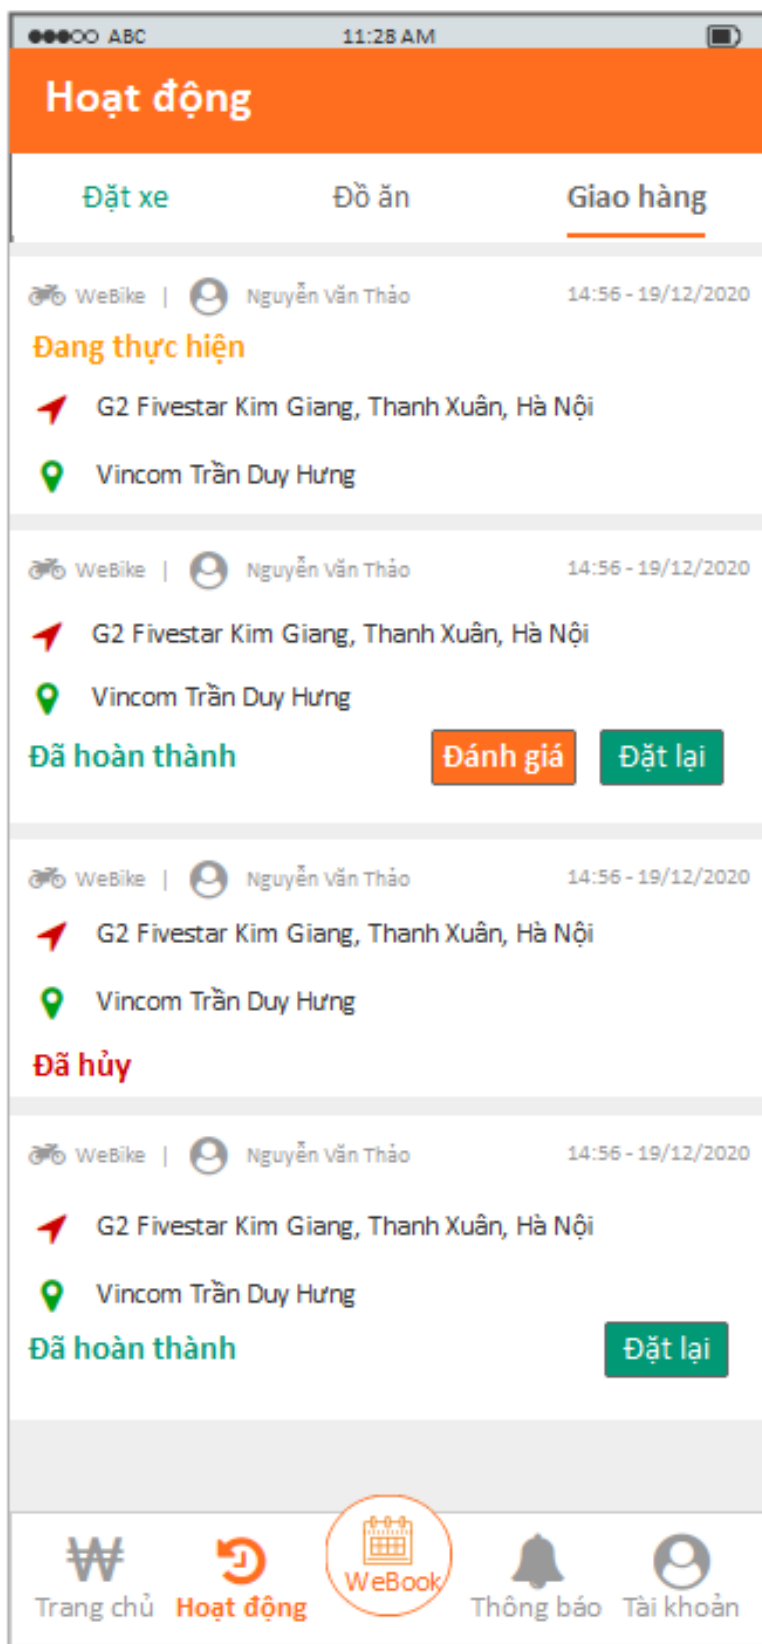 ABC 11:28 AM
Hoạt động
Đặt xe Đồ ăn Giao hàng
WeBike | Nguyễn Văn Thảo 14:56 - 19/12/2020
Đang thực hiện
G2 Fivestar Kim Giang, Thanh Xuân, Hà Nội
Vincom Trần Duy Hưng
WeBike | Nguyễn Văn Thảo 14:56 - 19/12/2020
G2 Fivestar Kim Giang, Thanh Xuân, Hà Nội
Vincom Trần Duy Hưng
Đã hoàn thành Đánh giá Đặt lại
WeBike | Nguyễn Văn Thảo 14:56 - 19/12/2020
G2 Fivestar Kim Giang, Thanh Xuân, Hà Nội
Vincom Trần Duy Hưng
Đã hủy
WeBike | Nguyễn Văn Thảo 14:56 - 19/12/2020
G2 Fivestar Kim Giang, Thanh Xuân, Hà Nội
Vincom Trần Duy Hưng
Đã hoàn thành Đặt lại
Trang chủ Hoạt động WeBook Thông báo Tài khoản